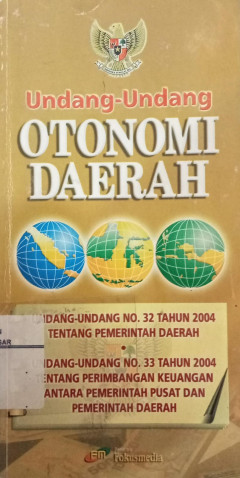 Undang-Undang
OTONOMI
DAERAH
UNDANG-UNDANG NO. 32 TAHUN 2004
TENTANG PEMERINTAH DAERAH
•
UNDANG-UNDANG NO. 33 TAHUN 2004
TENTANG PERIMBANGAN KEUANGAN
ANTARA PEMERINTAH PUSAT DAN
PEMERINTAH DAERAH
Fokusmedia